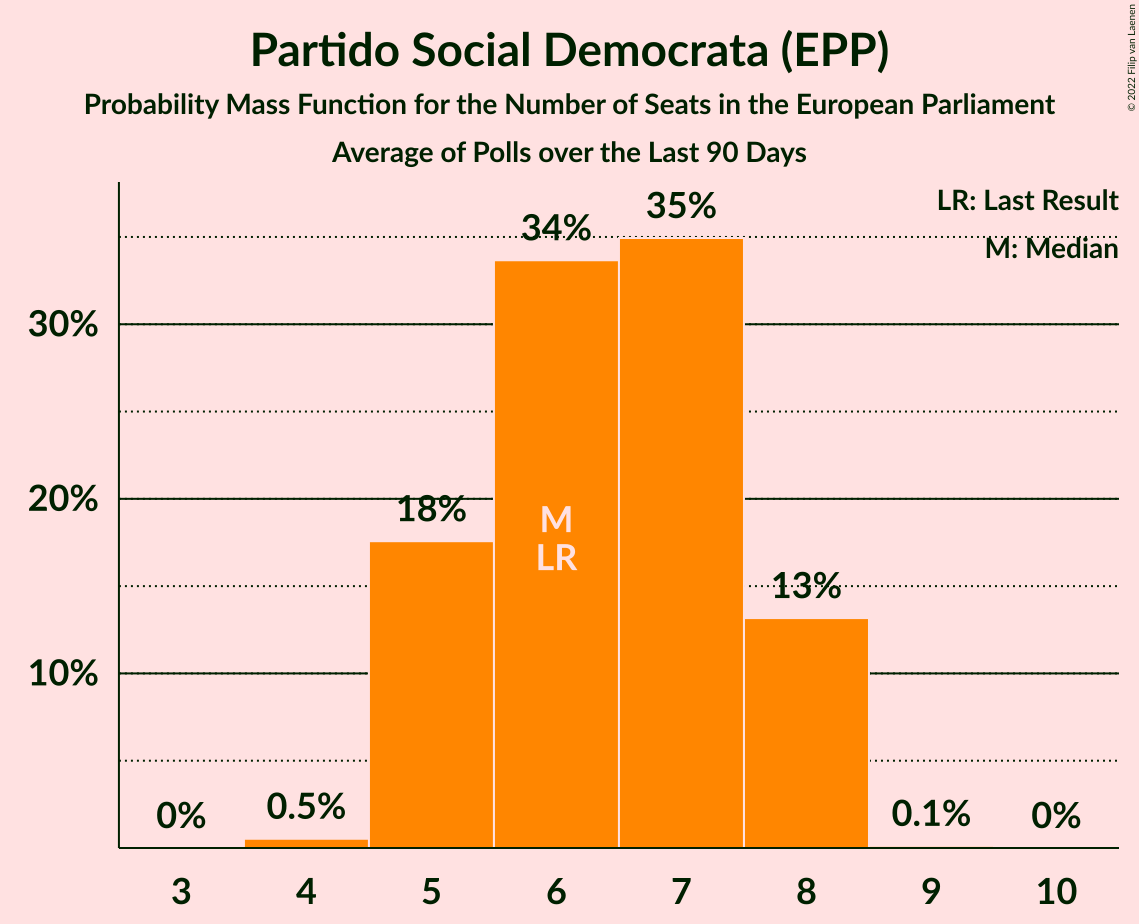 Partido Social Democrata (EPP)
Probability Mass Function for the Number of Seats in the European Parliament
Average of Polls over the Last 90 Days
© 2022 Filip van Laenen
LR: Last Result
M: Median
30%
20%
10%
0%
0.5%
18%
34%
35%
13%
0.1%
0%
M
LR
3
4
5
6
7
8
9
10